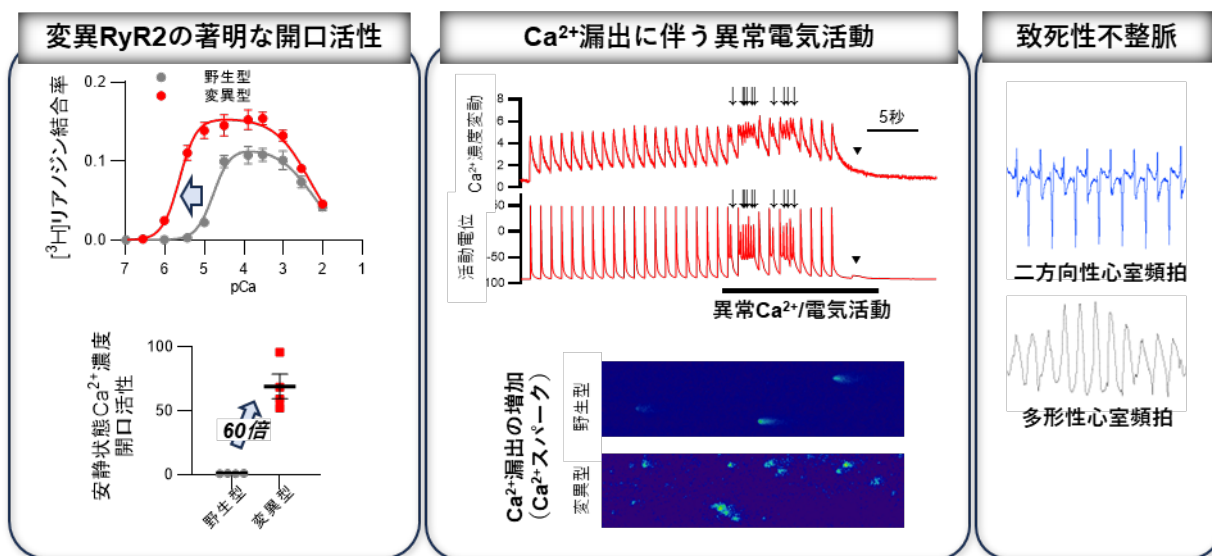 変異RyR2の著明な開口活性
[³H]リアノジン結合率
0.2
0.1
0.0
野生型
変異型
7 6 5 4 3 2 1
pCa
安静状態Ca²⁺濃度
開口活性
100
50
0
60倍
野生型
変異型
Ca²⁺漏出に伴う異常電気活動
Ca²⁺濃度変動
8
6
4
2
0
5秒
活動電位
50
0
-50
-100
異常Ca²⁺/電気活動
Ca²⁺漏出の増加
(Ca²⁺スパーク)
野生型
変異型
致死性不整脈
二方向性心室頻拍
多形性心室頻拍